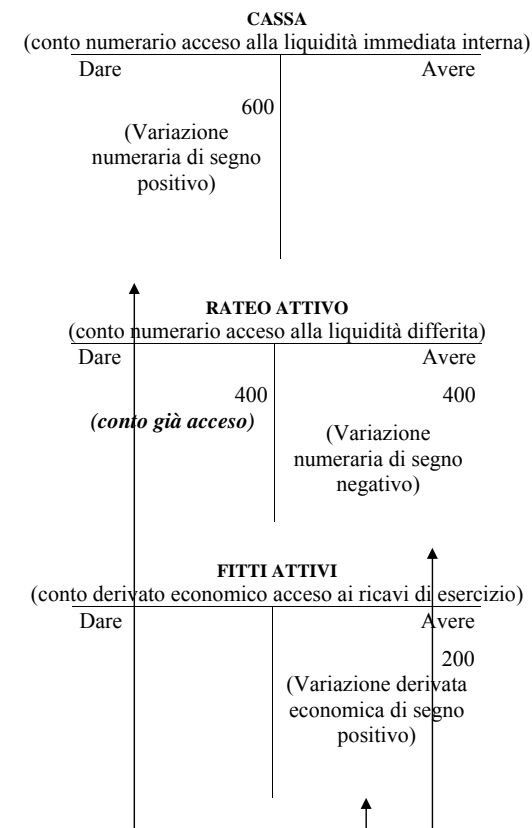 CASSA
(conto numerario acceso alla liquidità immediata interna)
Dare Avere
600
(Variazione
numeraria di segno
positivo)
RATEO ATTIVO
(conto numerario acceso alla liquidità differita)
Dare Avere
400 400
(conto già acceso)
(Variazione
numeraria di segno
negativo)
FITTI ATTIVI
(conto derivato economico acceso ai ricavi di esercizio)
Dare Avere
200
(Variazione derivata
economica di segno
positivo)